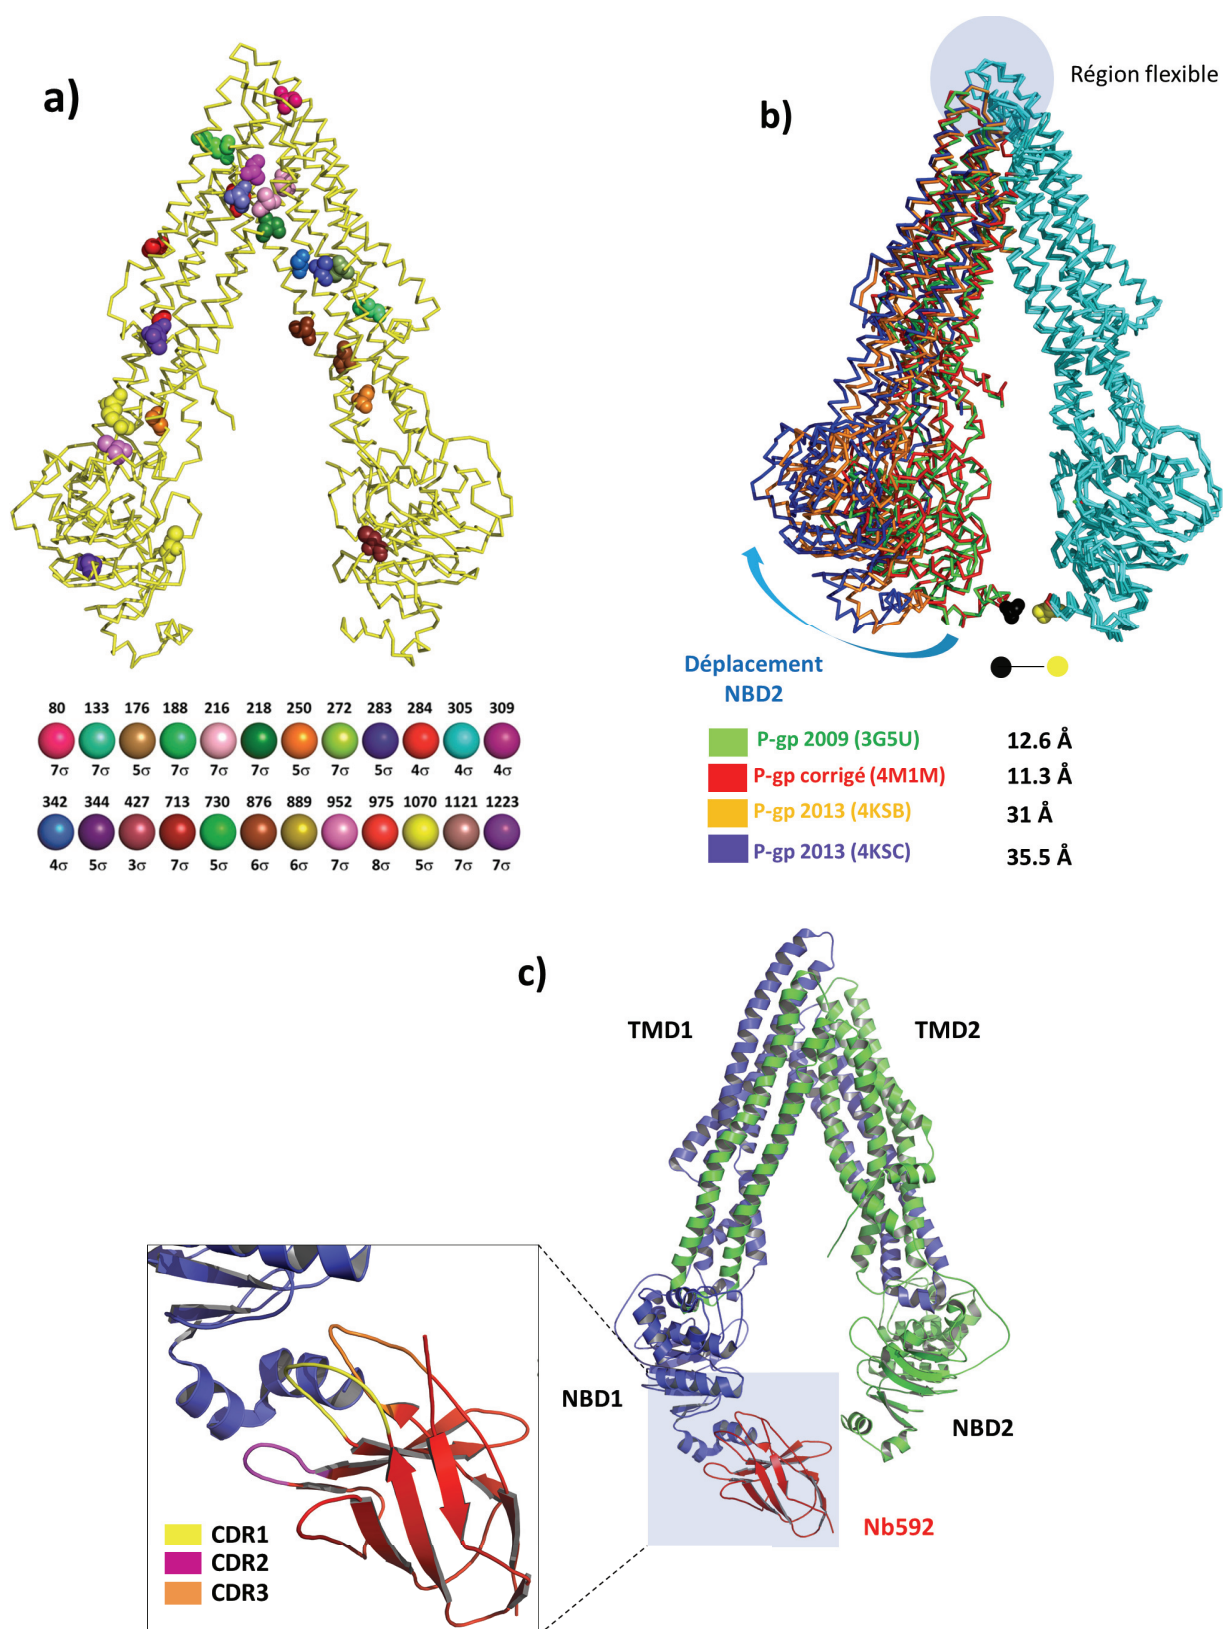 a)
Région flexible
b)
80 133 176 188 216 218 250 272 283 284 305 309
7σ 7σ 5σ 7σ 7σ 7σ 5σ 7σ 5σ 4σ 4σ 4σ
342 344 427 713 730 876 889 952 975 1070 1121 1223
4σ 5σ 3σ 7σ 5σ 6σ 6σ 7σ 8σ 5σ 7σ 7σ
Déplacement
NBD2
P-gp 2009 (3G5U) 12.6 Å
P-gp corrigé (4M1M) 11.3 Å
P-gp 2013 (4KSB) 31 Å
P-gp 2013 (4KSC) 35.5 Å
c)
TMD1 TMD2
NBD1
NBD2
Nb592
CDR1
CDR2
CDR3